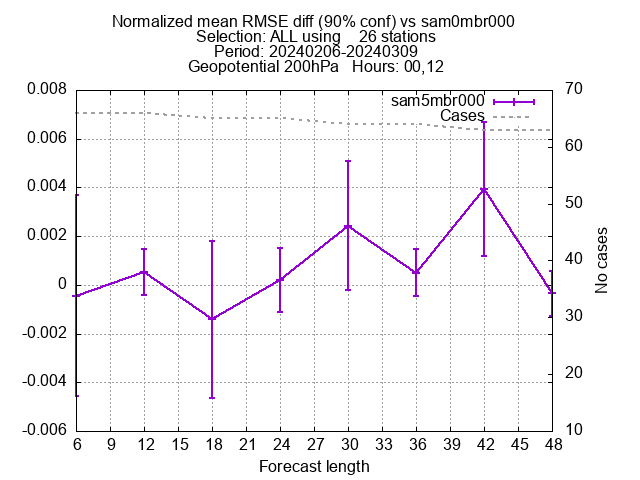 Normalized mean RMSE diff (90% conf) vs sam0mbr000
Selection: ALL using    26 stations
Period: 20240206-20240309
Geopotential 200hPa   Hours: 00,12
sam5mbr000
Cases
0.008
0.006
0.004
0.002
0
-0.002
-0.004
-0.006
70
60
50
40
30
20
10
No cases
6 9 12 15 18 21 24 27 30 33 36 39 42 45 48
Forecast length